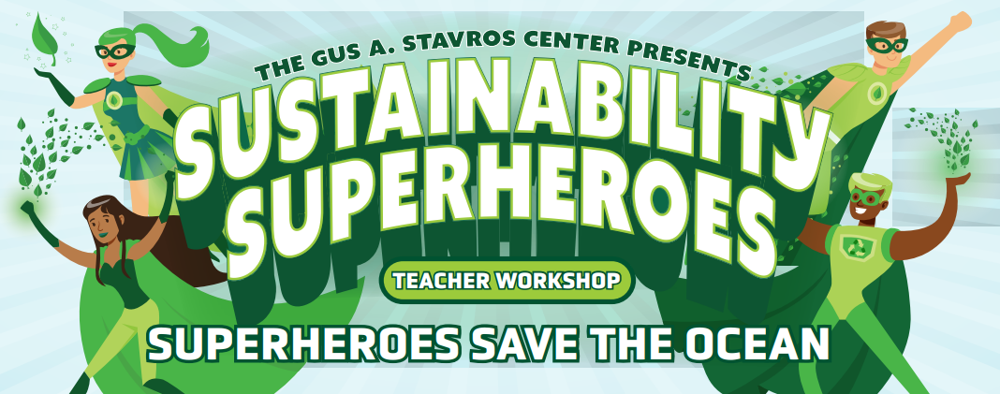 THE GUS A. STAVROS CENTER PRESENTS
SUSTAINABILITY
SUPERHEROES
TEACHER WORKSHOP
SUPERHEROES SAVE THE OCEAN